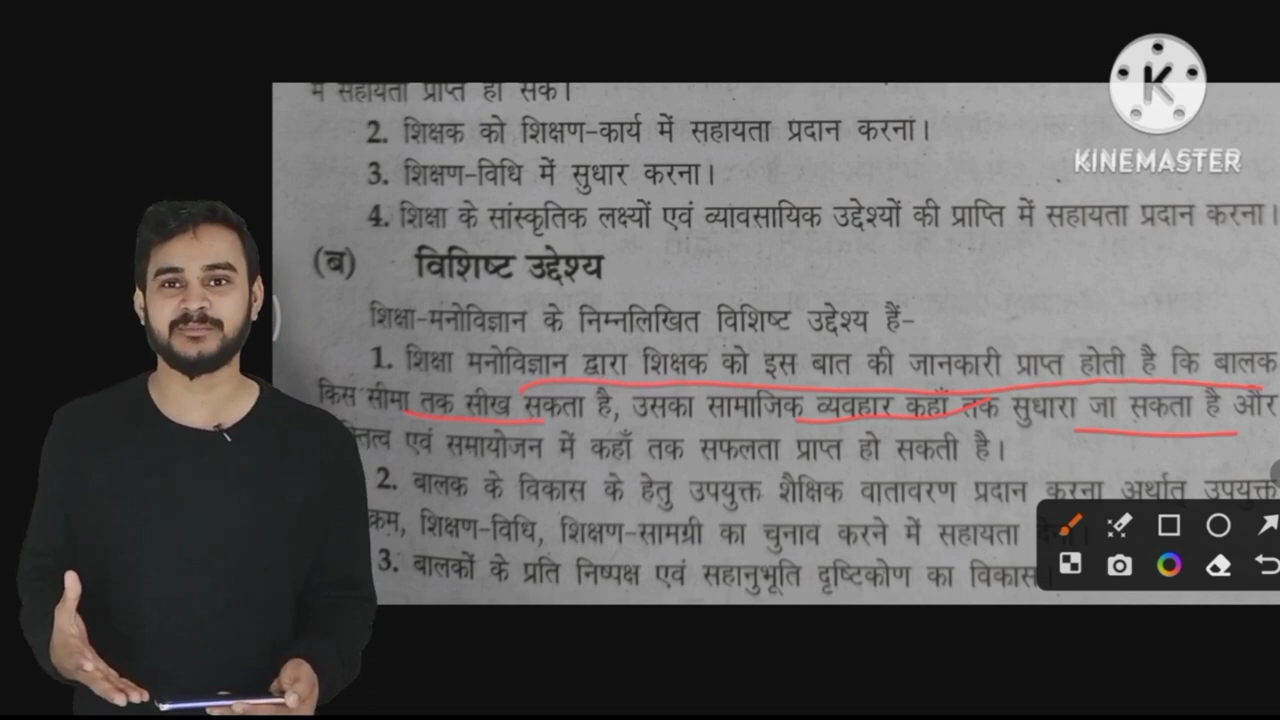 म सहायता प्राप्त हो सके।
2. शिक्षक को शिक्षण-कार्य में सहायता प्रदान करना।
3. शिक्षण-विधि में सुधार करना।
4. शिक्षा के सांस्कृतिक लक्ष्यों एवं व्यावसायिक उद्देश्यों की प्राप्ति में सहायता प्रदान करना।
(ब) विशिष्ट उद्देश्य
शिक्षा-मनोविज्ञान के निम्नलिखित विशिष्ट उद्देश्य हैं-
1. शिक्षा मनोविज्ञान द्वारा शिक्षक को इस बात की जानकारी प्राप्त होती है कि बालक
किस सीमा तक सीख सकता है, उसका सामाजिक व्यवहार कहाँ तक सुधारा जा सकता है और
एवं समायोजन में कहाँ तक सफलता प्राप्त हो सकती है।
2. बालक के विकास के हेतु उपयुक्त शैक्षिक वातावरण प्रदान करना अर्थात् उपयुक्त
क्रम, शिक्षण-विधि, शिक्षण-सामग्री का चुनाव करने में सहायता देना।
3. बालकों के प्रति निष्पक्ष एवं सहानुभूति दृष्टिकोण का विकास।
K
KINEMASTER